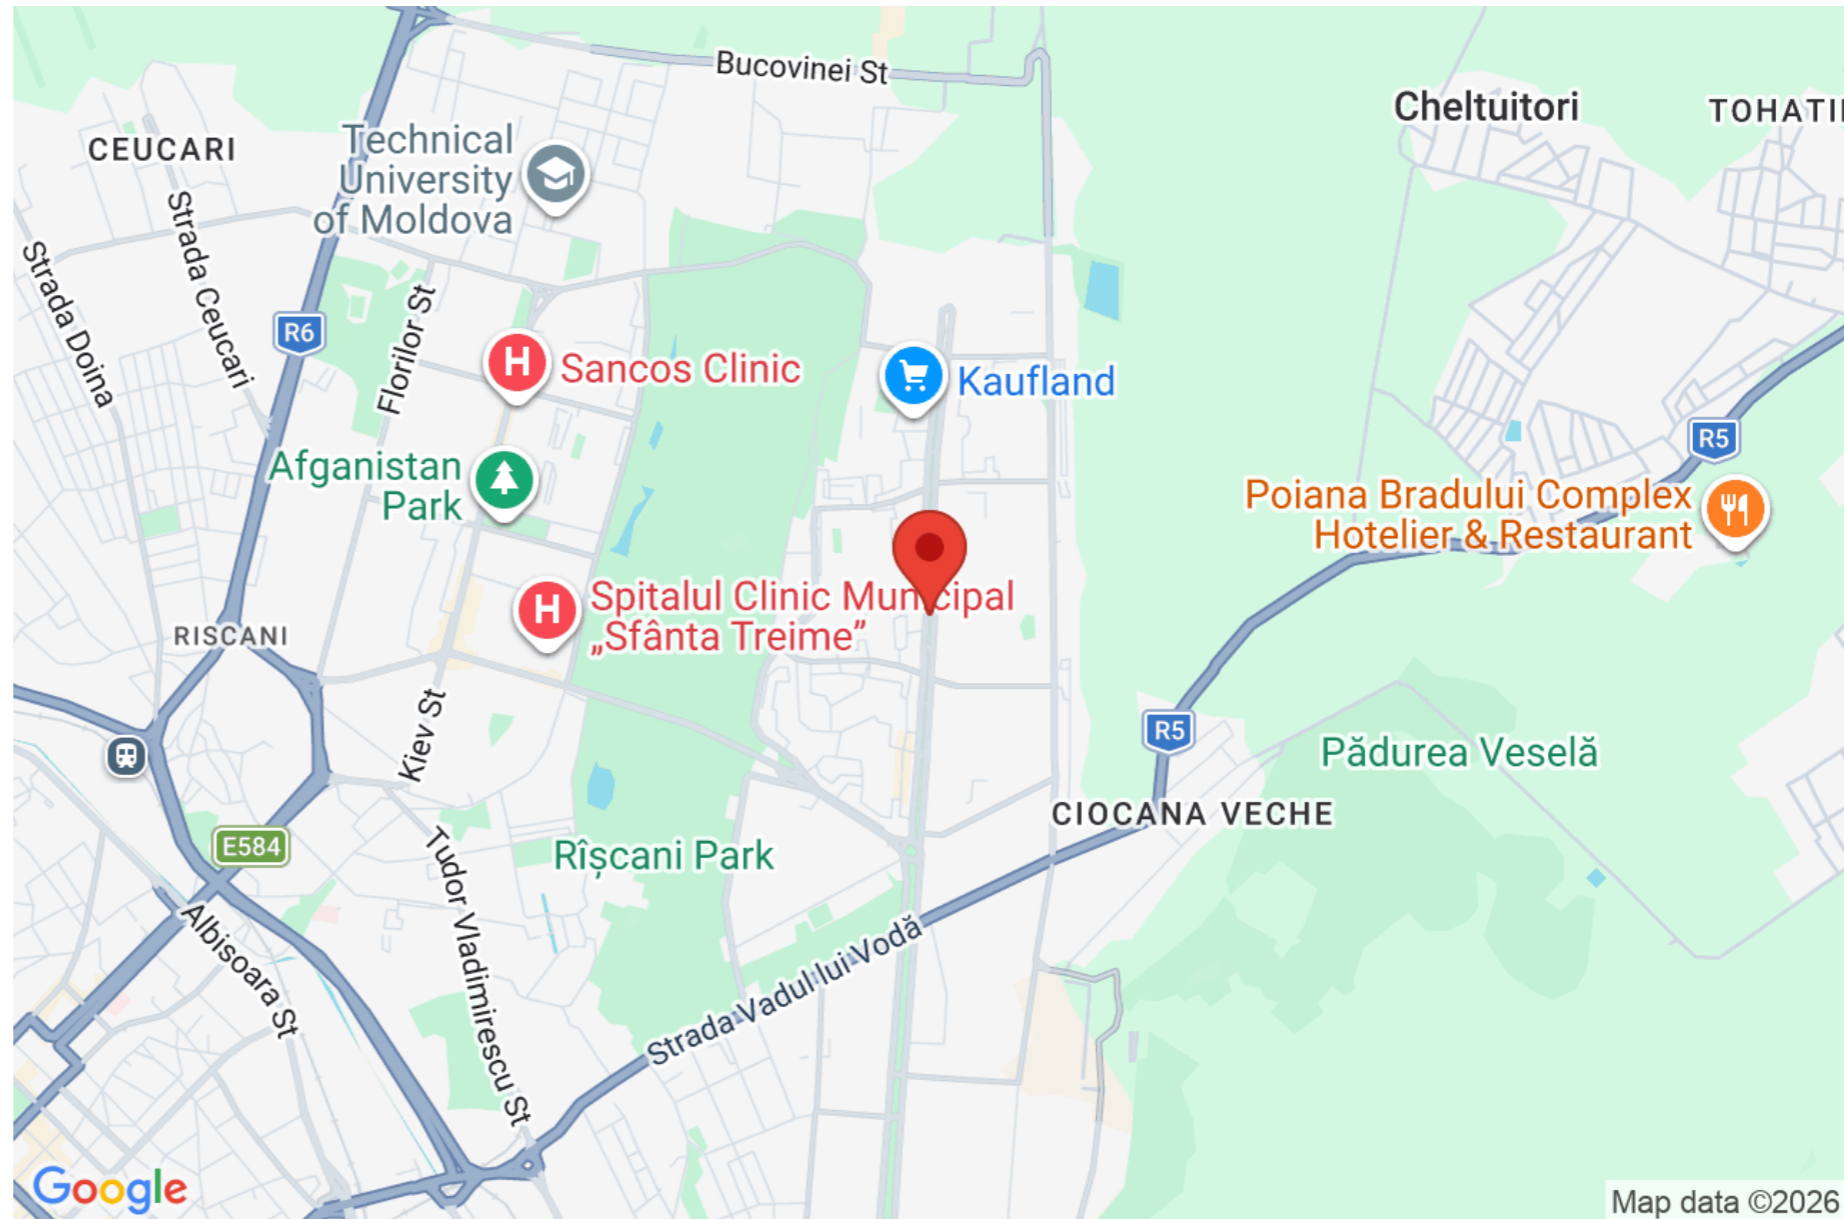 Bucovinei St
Cheltuitori
TOHATI
CEUCARI
Technical
University
of Moldova
Strada Ceucari
Strada Doina
R6
Florilor St
H
Sancos Clinic
Kaufland
R5
Afganistan
Park
Poiana Bradului Complex
Hotelier & Restaurant
H
Spitalul Clinic Municipal
„Sfânta Treime”
RISCANI
Kiev St
R5
Pădurea Veselă
CIOCANA VECHE
E584
Rîșcani Park
Tudor Vladimirescu St
Albisoara St
Strada Vadul lui Vodă
Google
Map data ©2026